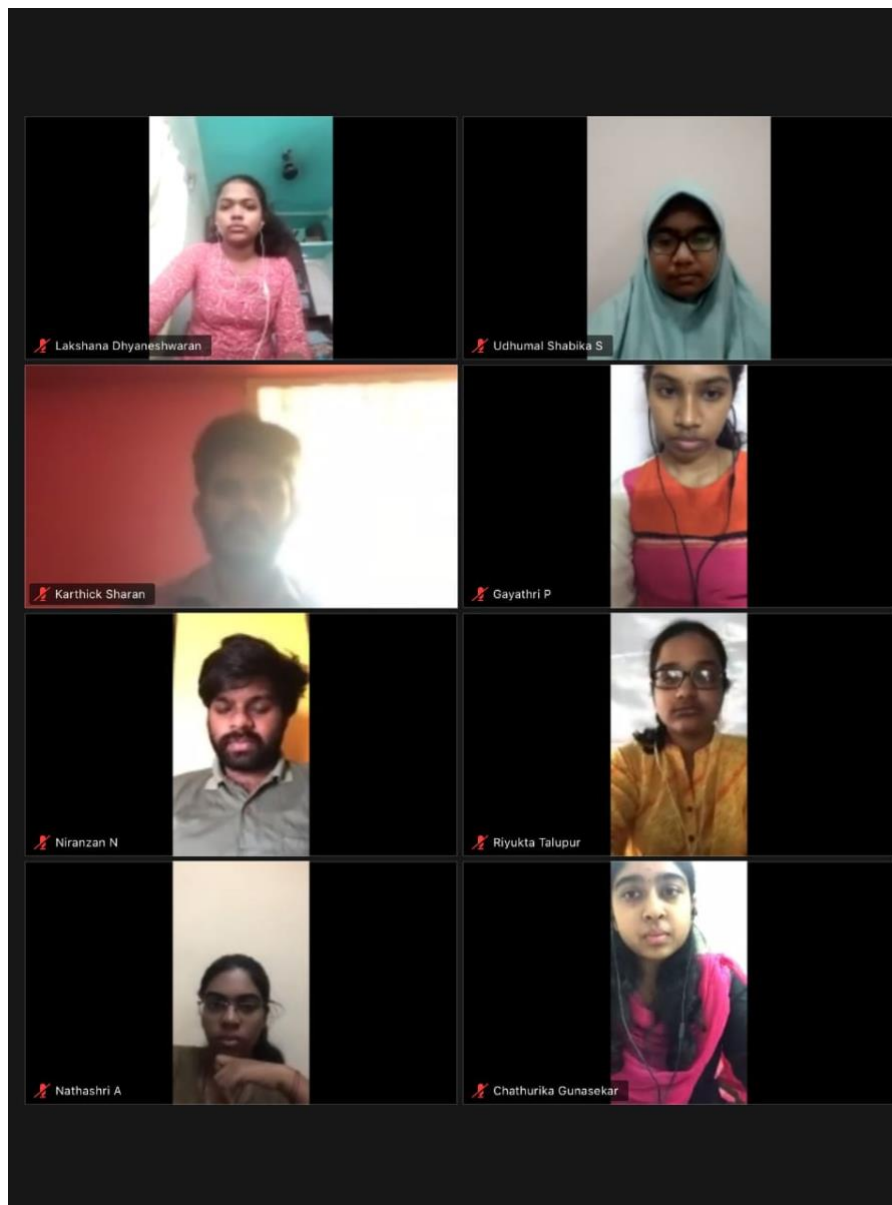 Lakshana Dhyaneshwaran
Udhumal Shabika S
Karthick Sharan
Gayathri P
Niranzan N
Riyukta Talupur
Nathashri A
Chathurika Gunasekar